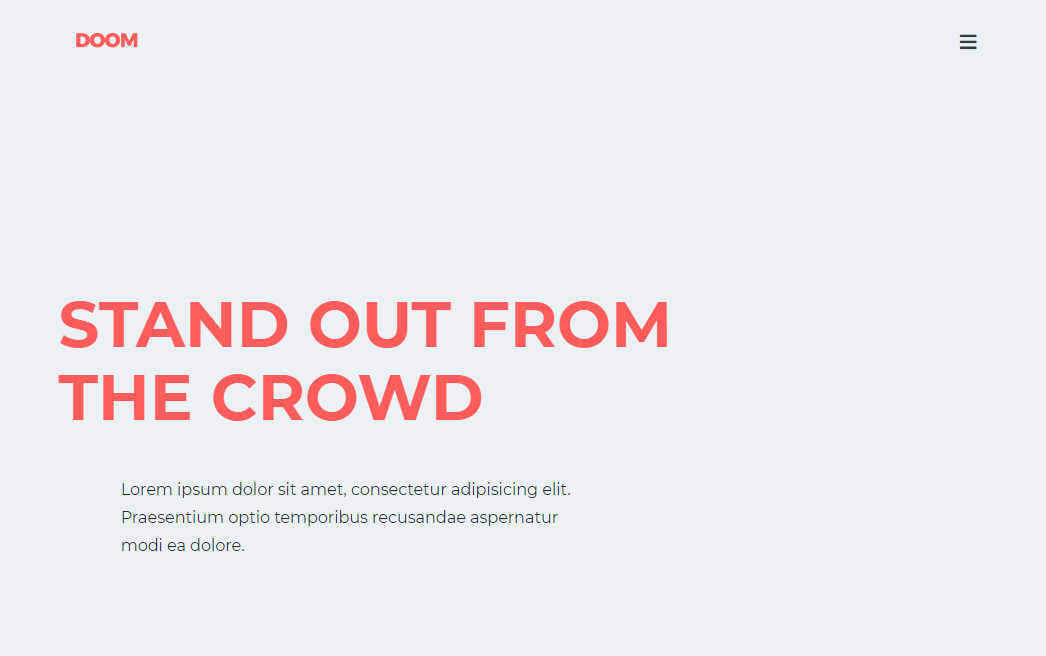 DOOM
STAND OUT FROM
THE CROWD
Lorem ipsum dolor sit amet, consectetur adipisicing elit.
Praesentium optio temporibus recusandae aspernatur
modi ea dolore.